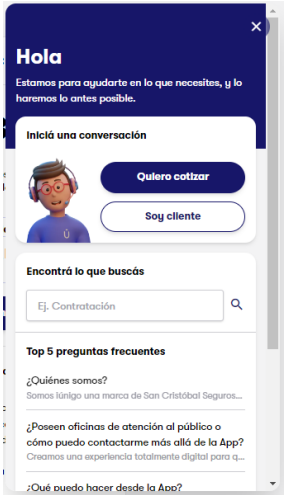 Hola
Estamos para ayudarte en lo que necesites, y lo
haremos lo antes posible.
Iniciá una conversación
Quiero cotizar
Soy cliente
Encontrá lo que buscás
Ej. Contratación
Top 5 preguntas frecuentes
¿Quiénes somos?
Somos Iúnigo una marca de San Cristóbal Seguros...
¿Poseen oficinas de atención al público o
cómo puedo contactarme más allá de la App?
Creamos una experiencia totalmente digital para q...
¿Qué puedo hacer desde la App?